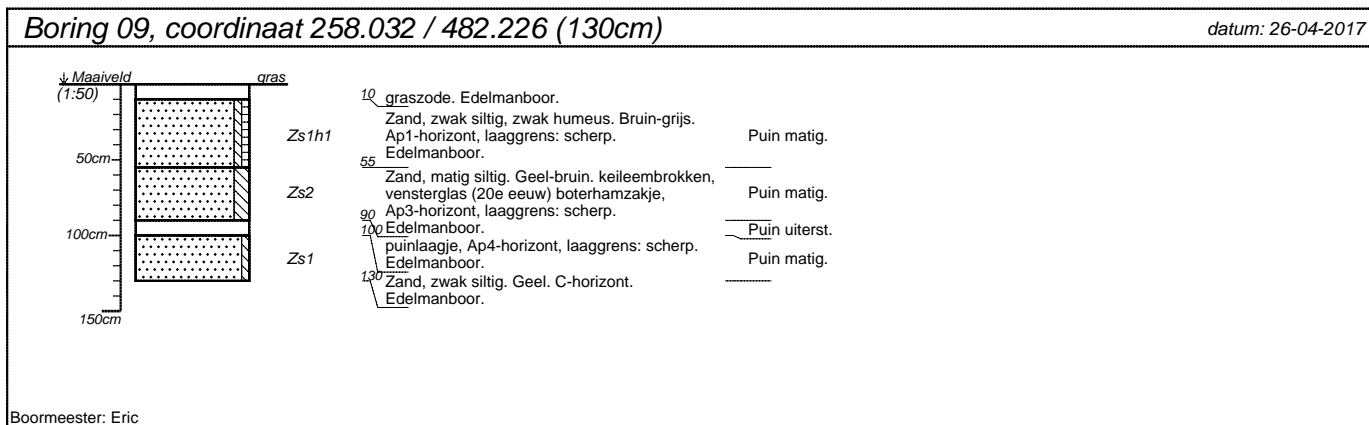 Boring 09, coordinaat 258.032 / 482.226 (130cm)
datum: 26-04-2017
Maaiveld
gras
(1:50)
10
graszode. Edelmanboor.
Zand, zwak siltig, zwak humeus. Bruin-grijs.
Zs1h1
Ap1-horizont, laaggrens: scherp.
Puin matig.
Edelmanboor.
50cm
55
Zand, matig siltig. Geel-bruin. keileembrokken,
Zs2
vensterglas (20e eeuw) boterhamzakje,
Puin matig.
Ap3-horizont, laaggrens: scherp.
90
Edelmanboor.
Puin uiterst.
100cm
100
puinlaagje, Ap4-horizont, laaggrens: scherp.
Zs1
Edelmanboor.
Puin matig.
130
Zand, zwak siltig. Geel. C-horizont.
Edelmanboor.
150cm
Boormeester: Eric